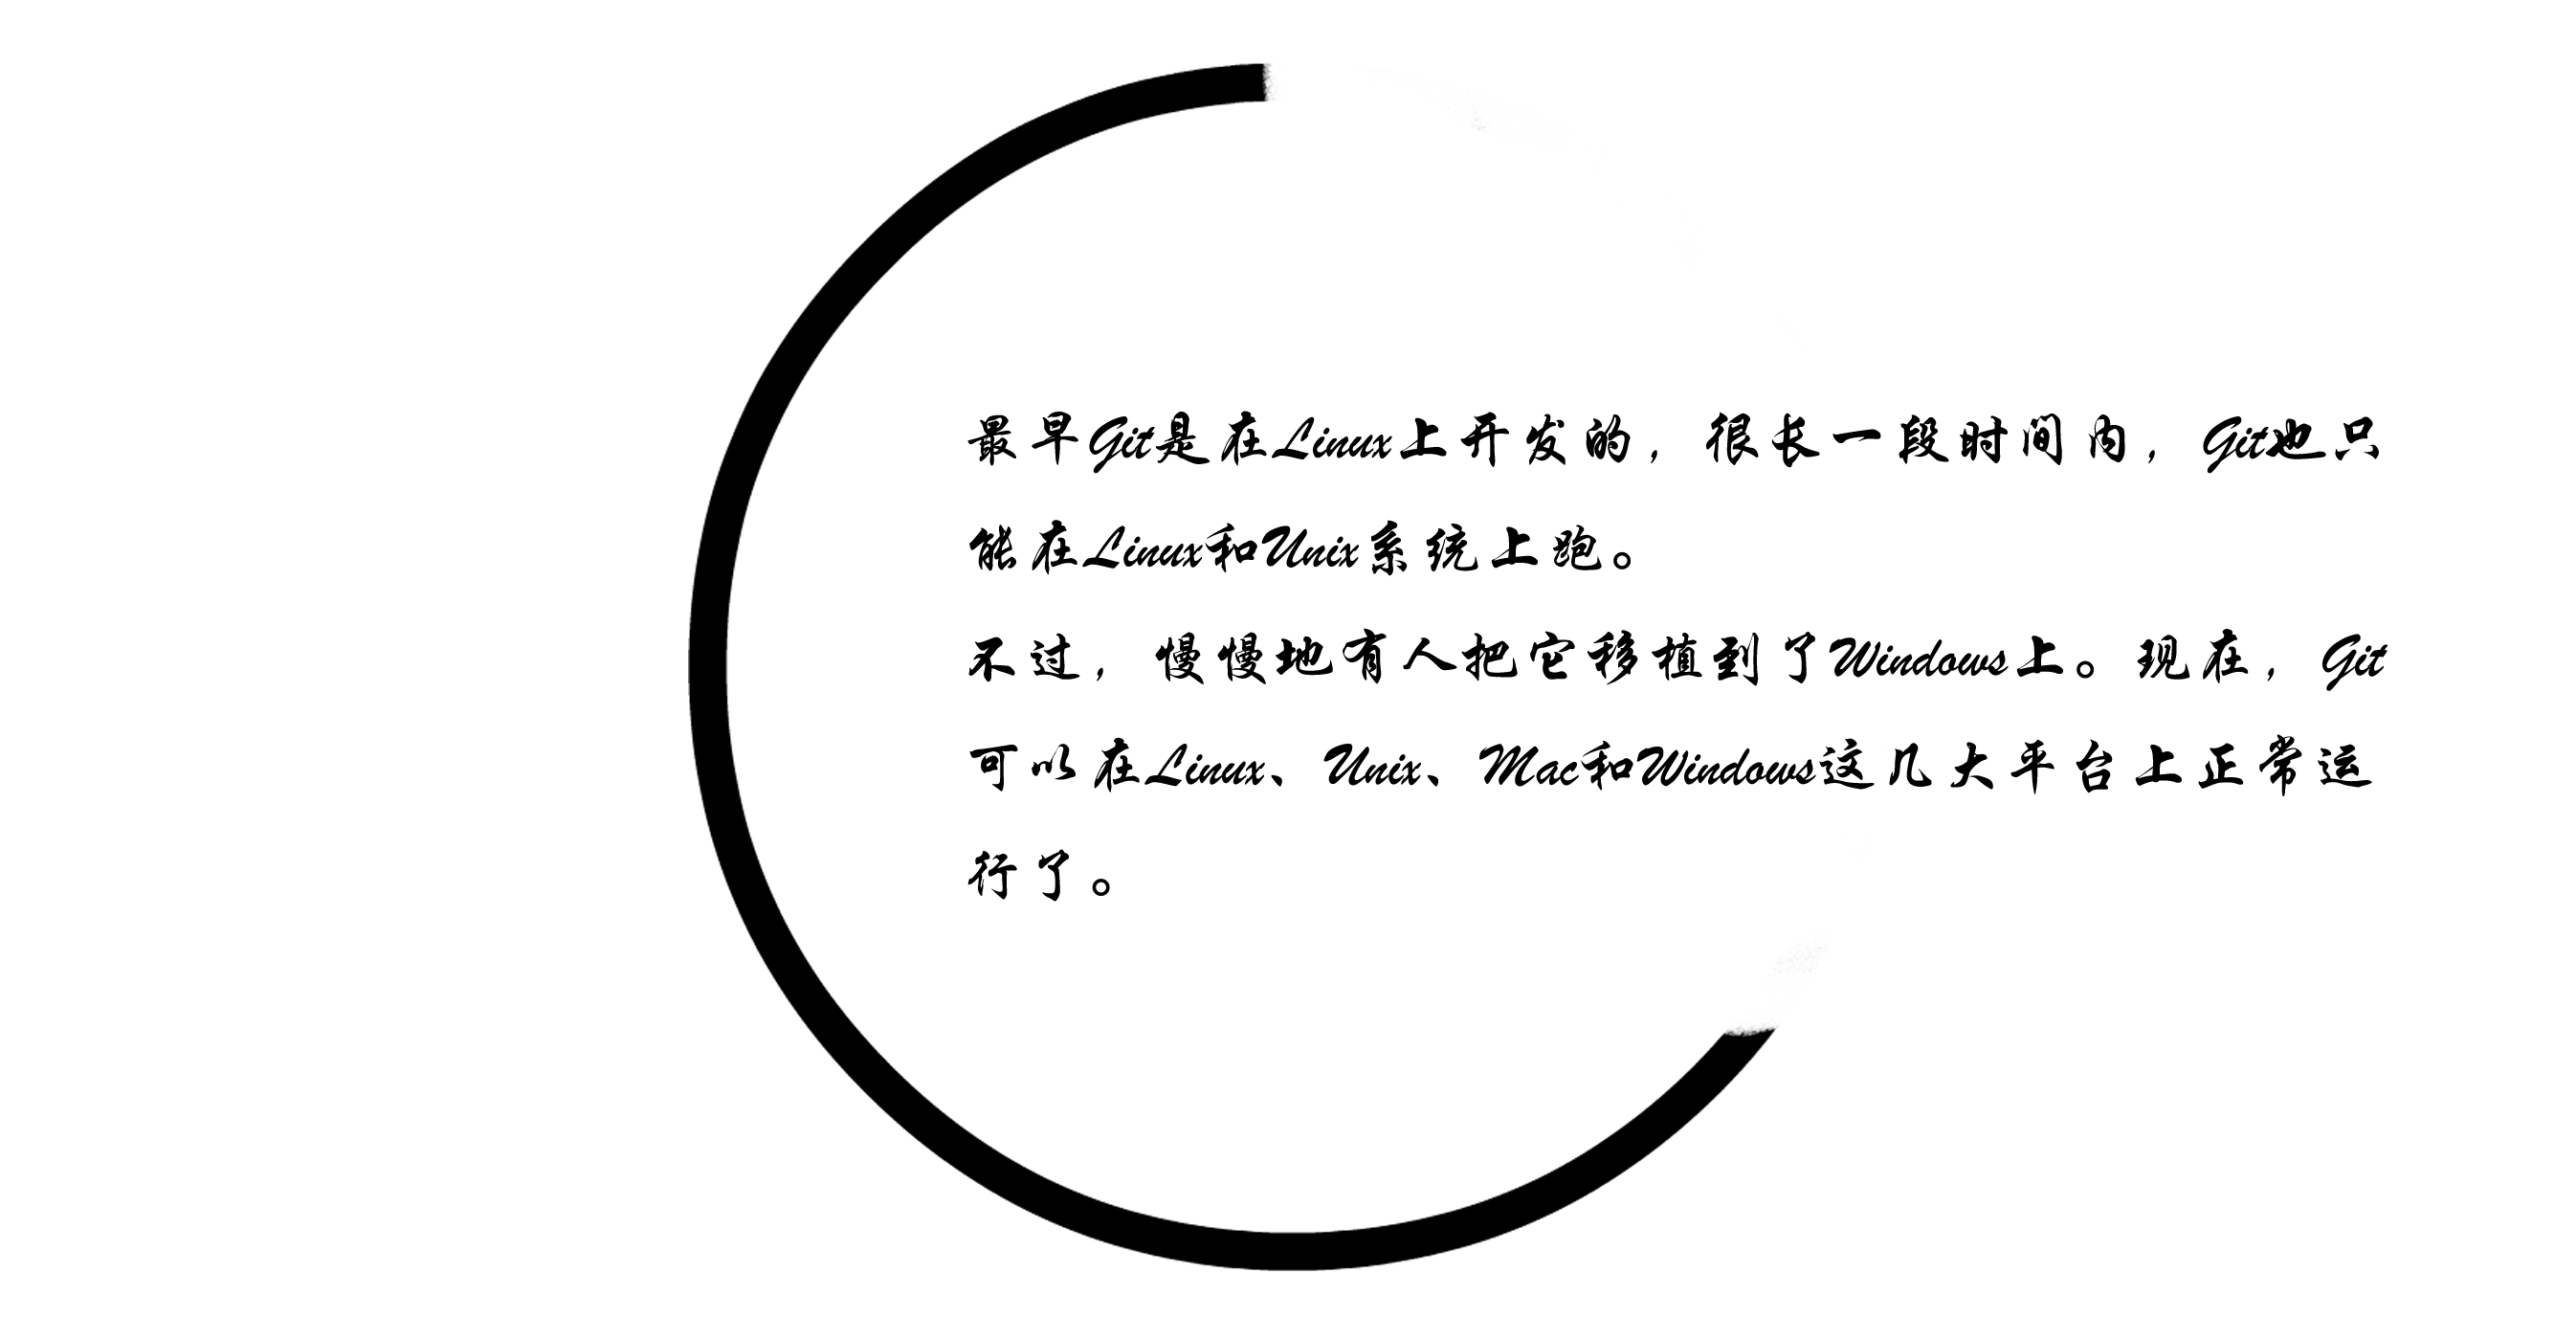 最早Git是在Linux上开发的，很长一段时间内，Git也只
能在Linux和Unix系统上跑。
不过，慢慢地有人把它移植到了Windows上。现在，Git
可以在Linux、Unix、Mac和Windows这几大平台上正常运
行了。